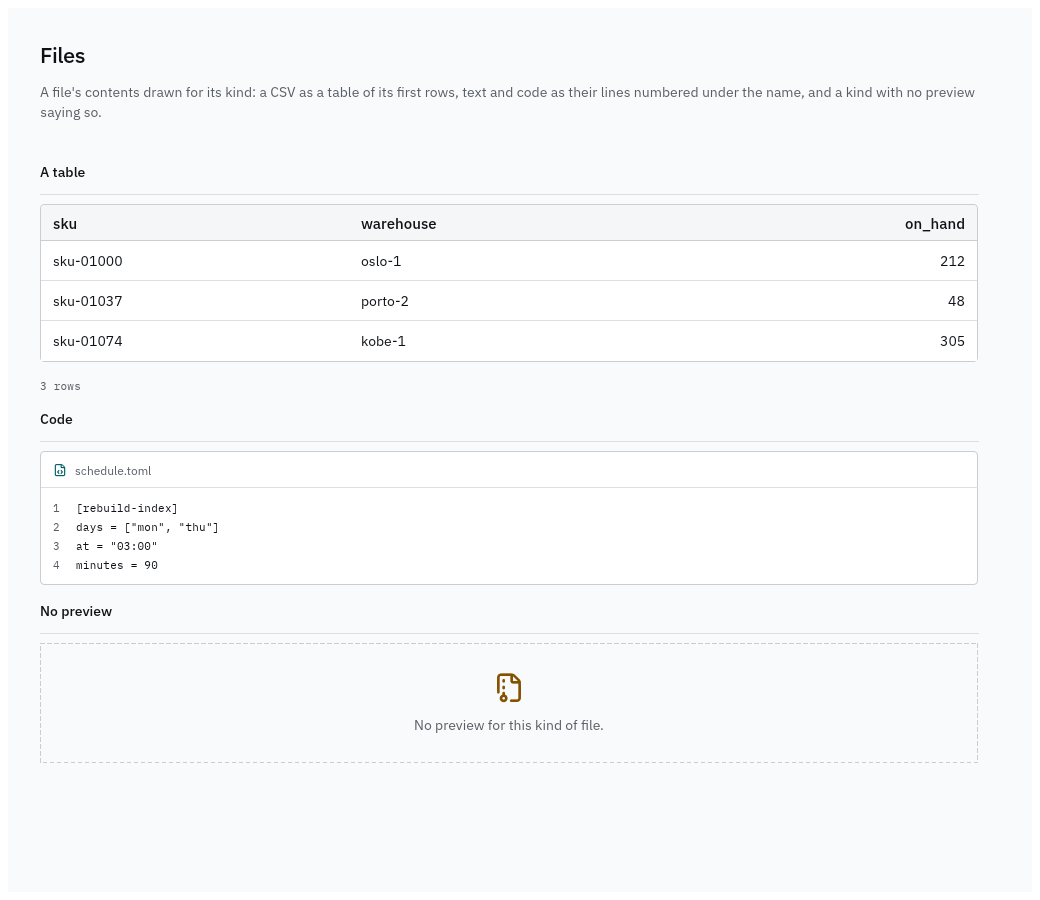 Files
A file's contents drawn for its kind: a CSV as a table of its first rows, text and code as their lines numbered under the name, and a kind with no preview
saying so.
A table
sku warehouse on_hand
sku-01000 oslo-1 212
sku-01037 porto-2 48
sku-01074 kobe-1 305
3 rows
Code
schedule.toml
1 [rebuild-index]
2 days = ["mon", "thu"]
3 at = "03:00"
4 minutes = 90
No preview
No preview for this kind of file.